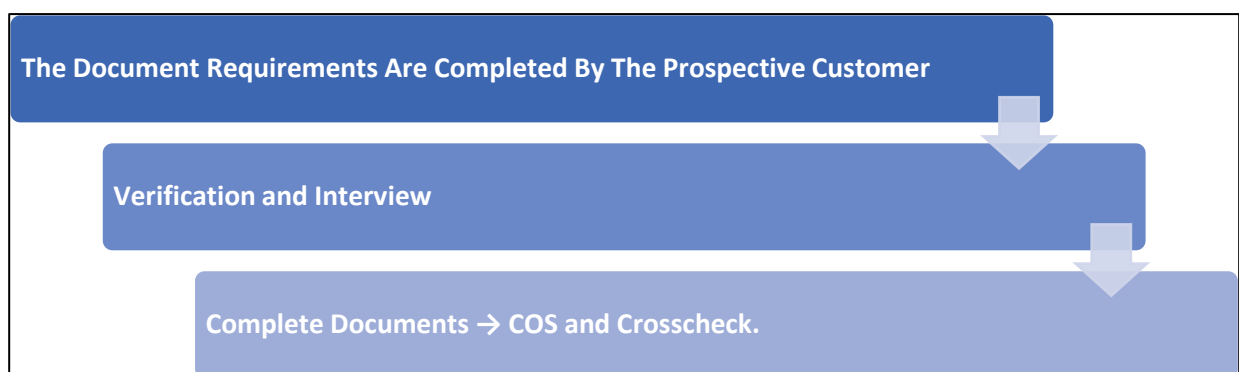 The Document Requirements Are Completed By The Prospective Customer
Verification and Interview
Complete Documents → COS and Crosscheck.